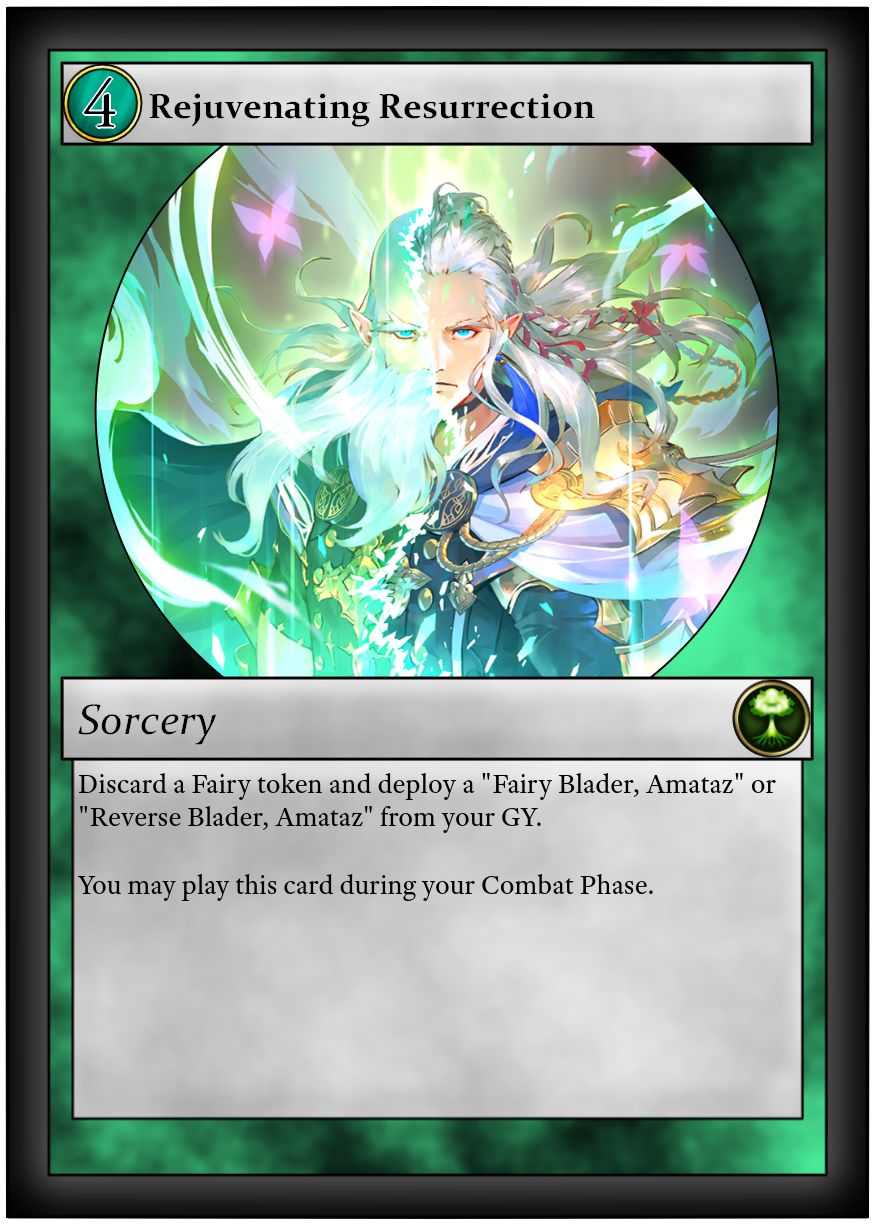 4 Rejuvenating Resurrection
Sorcery
Discard a Fairy token and deploy a "Fairy Blader, Amataz" or
"Reverse Blader, Amataz" from your GY.
You may play this card during your Combat Phase.